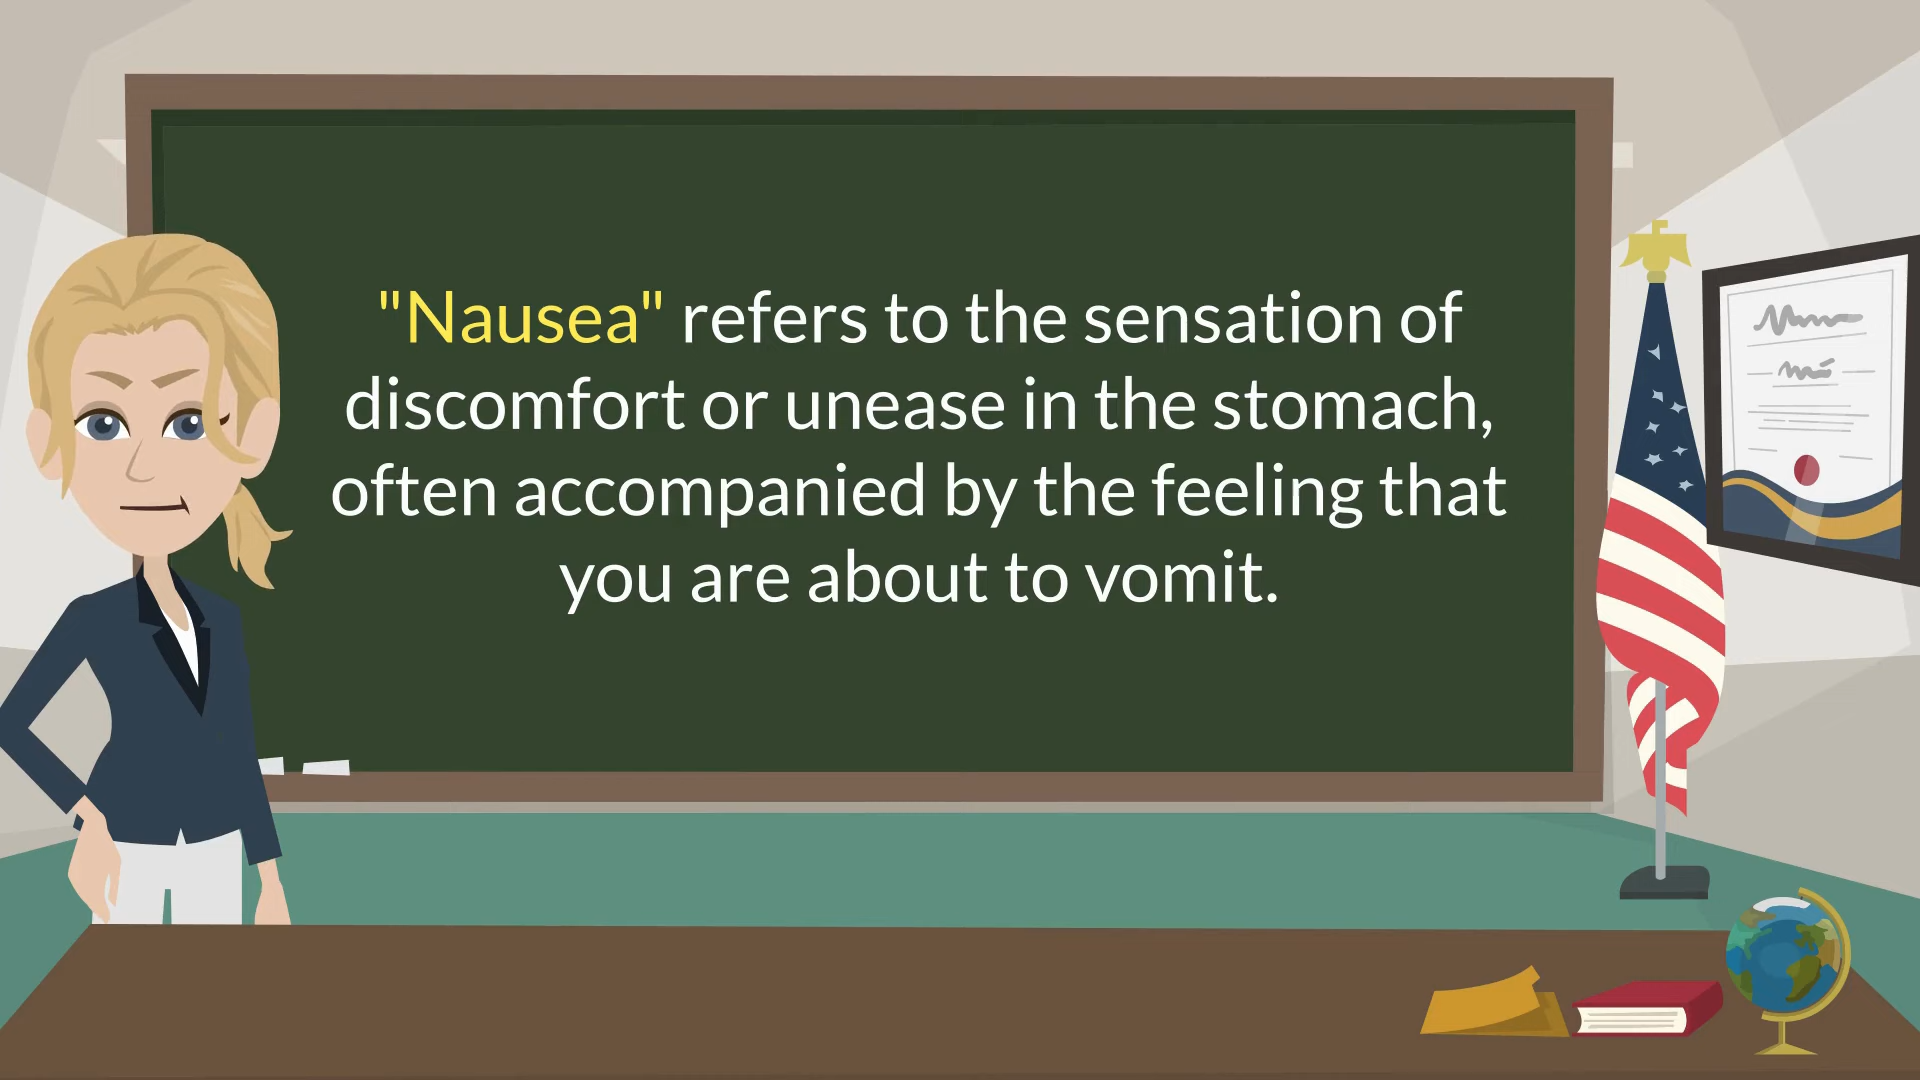 "Nausea" refers to the sensation of
discomfort or unease in the stomach,
often accompanied by the feeling that
you are about to vomit.